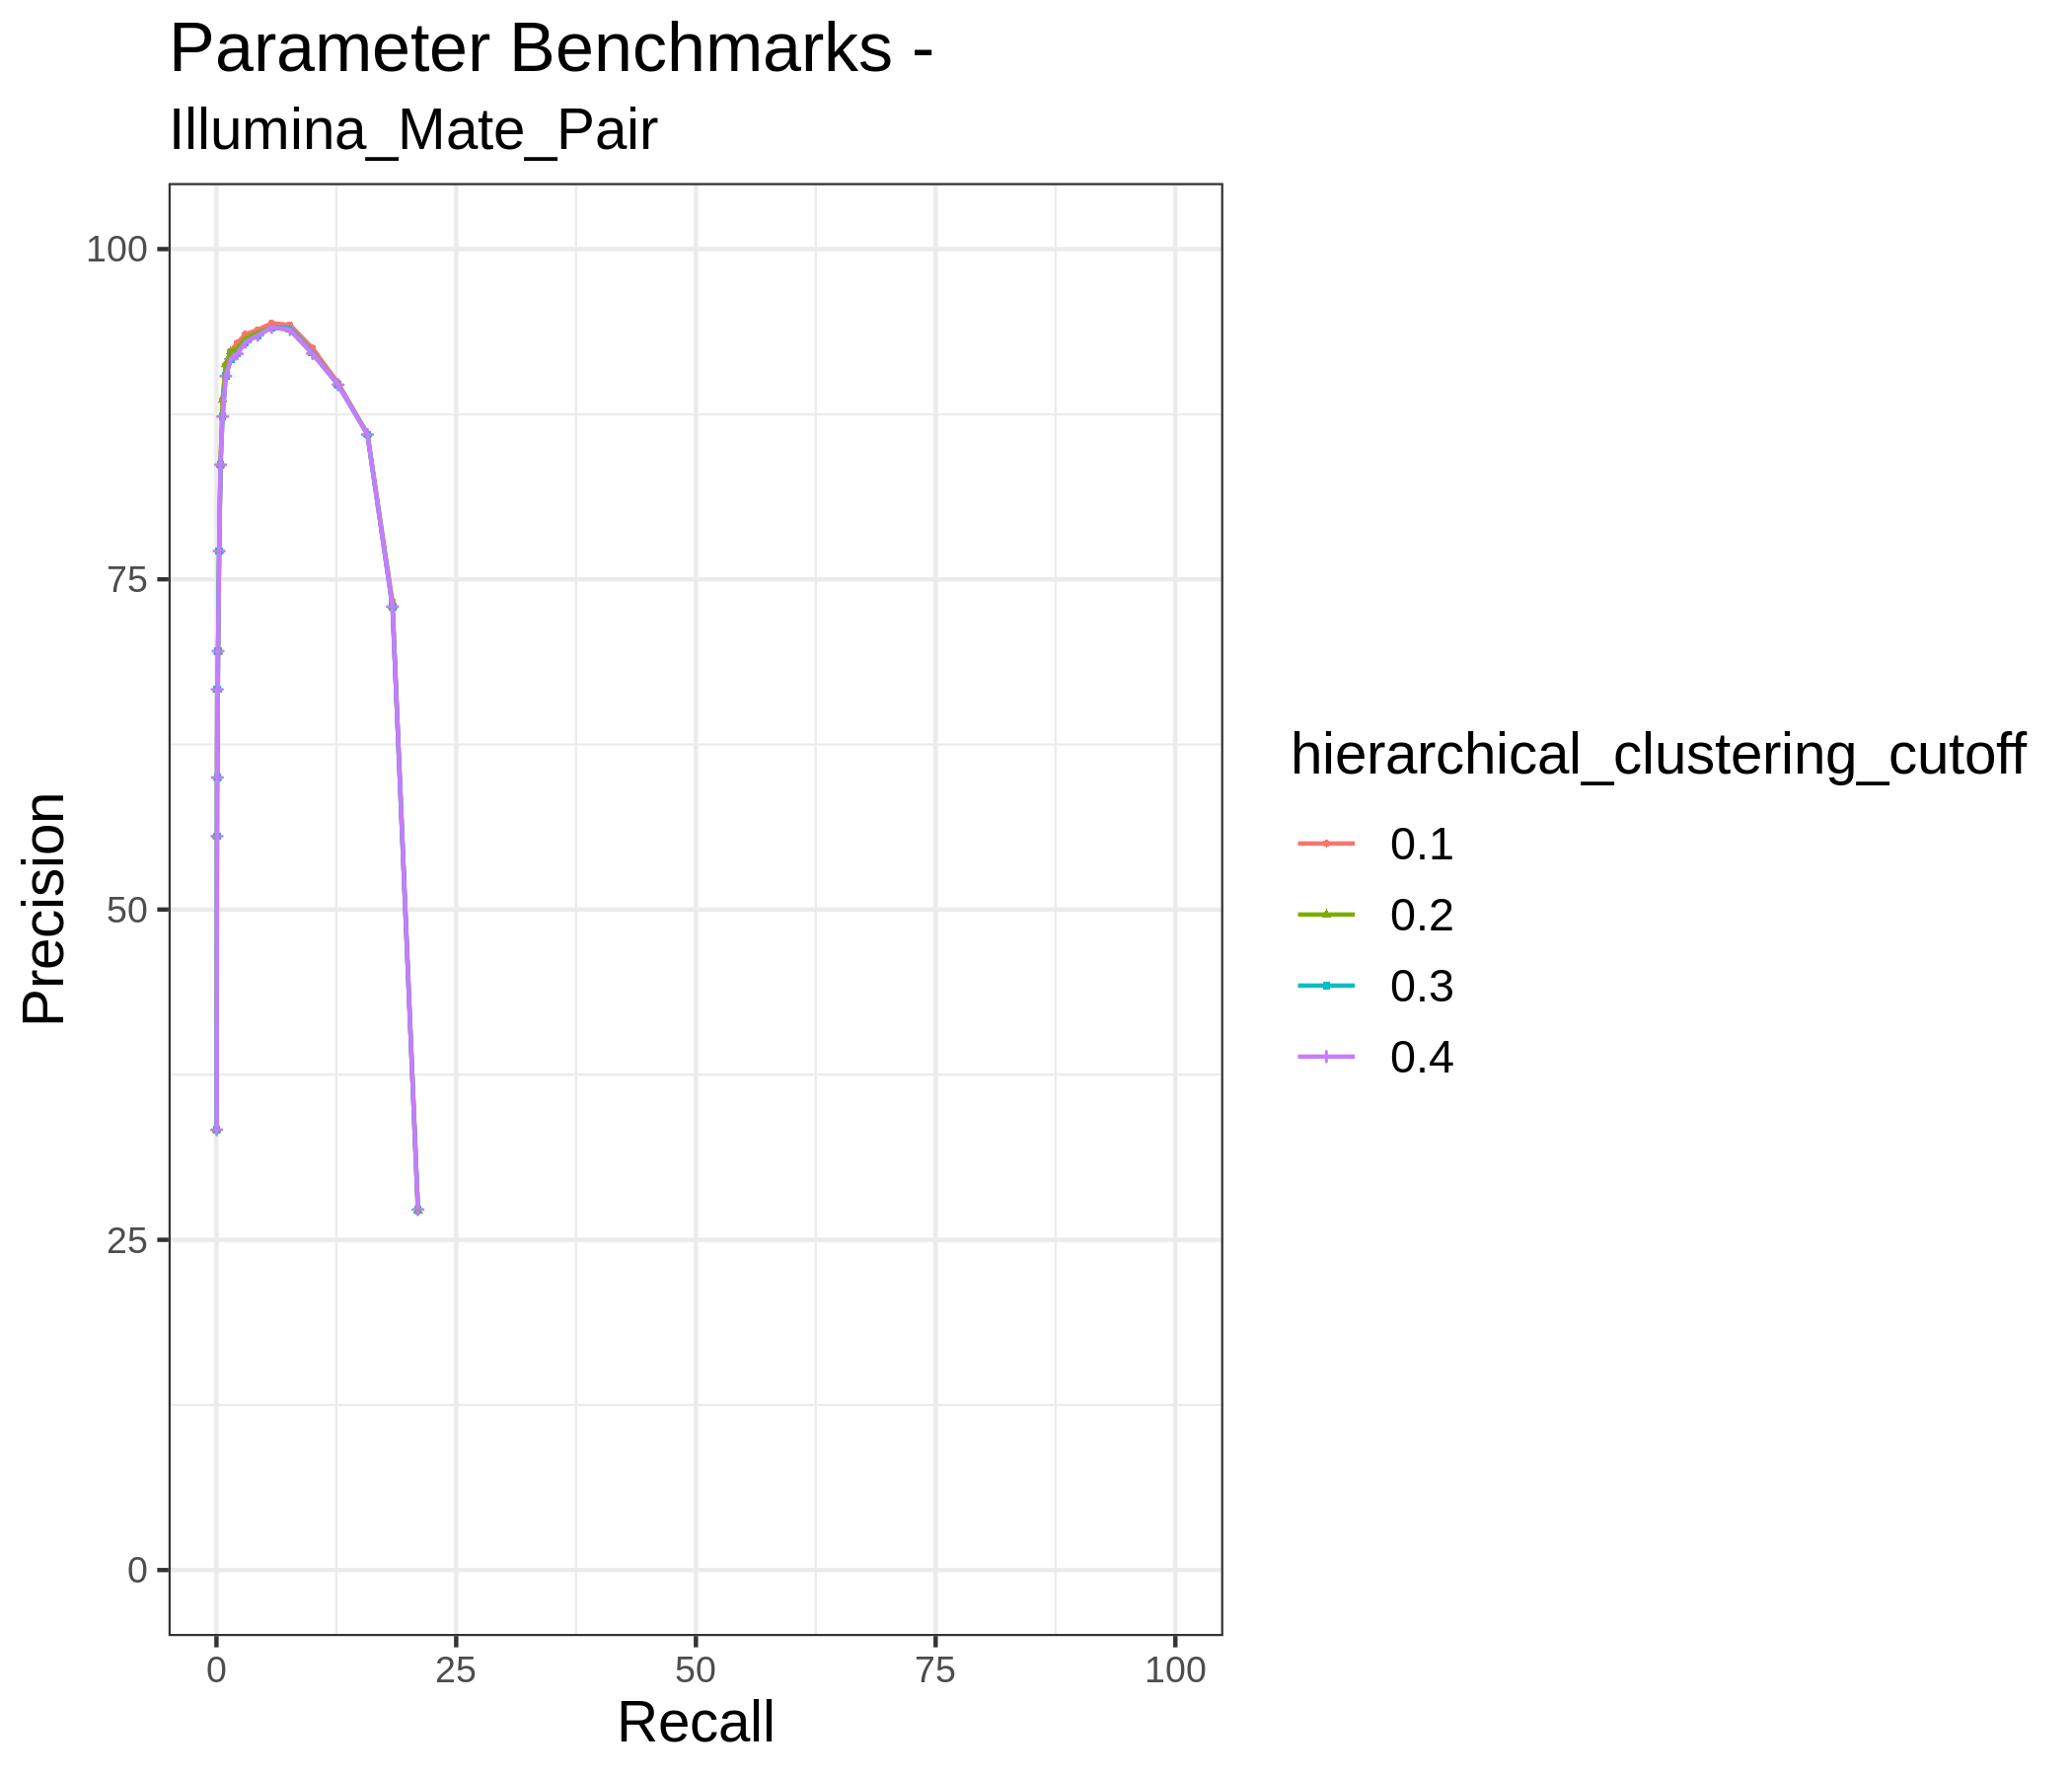 Parameter Benchmarks -
Illumina_Mate_Pair
100
75
50
25
0
Precision
0 25 50 75 100
Recall
hierarchical_clustering_cutoff
0.1
0.2
0.3
0.4